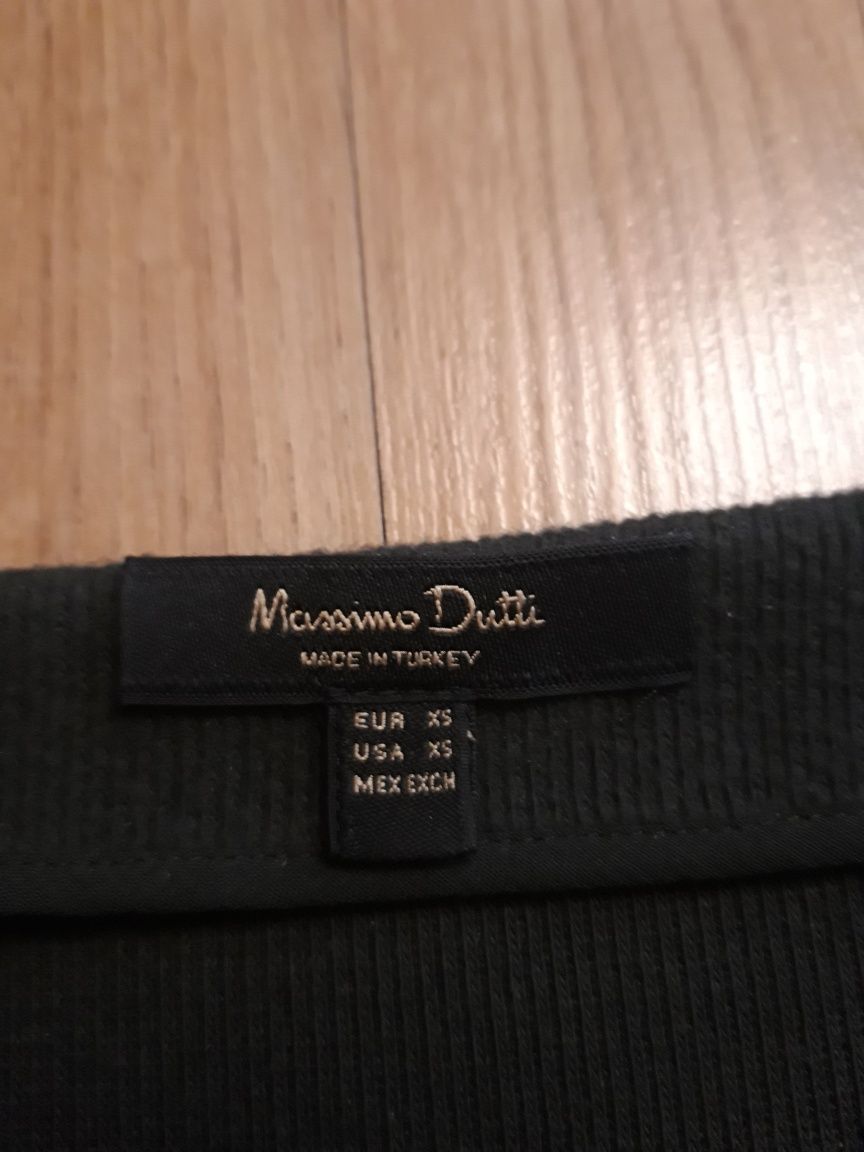 Massimo Dutti
MADE IN TURKEY
EUR XS
USA XS
MEX EXCH